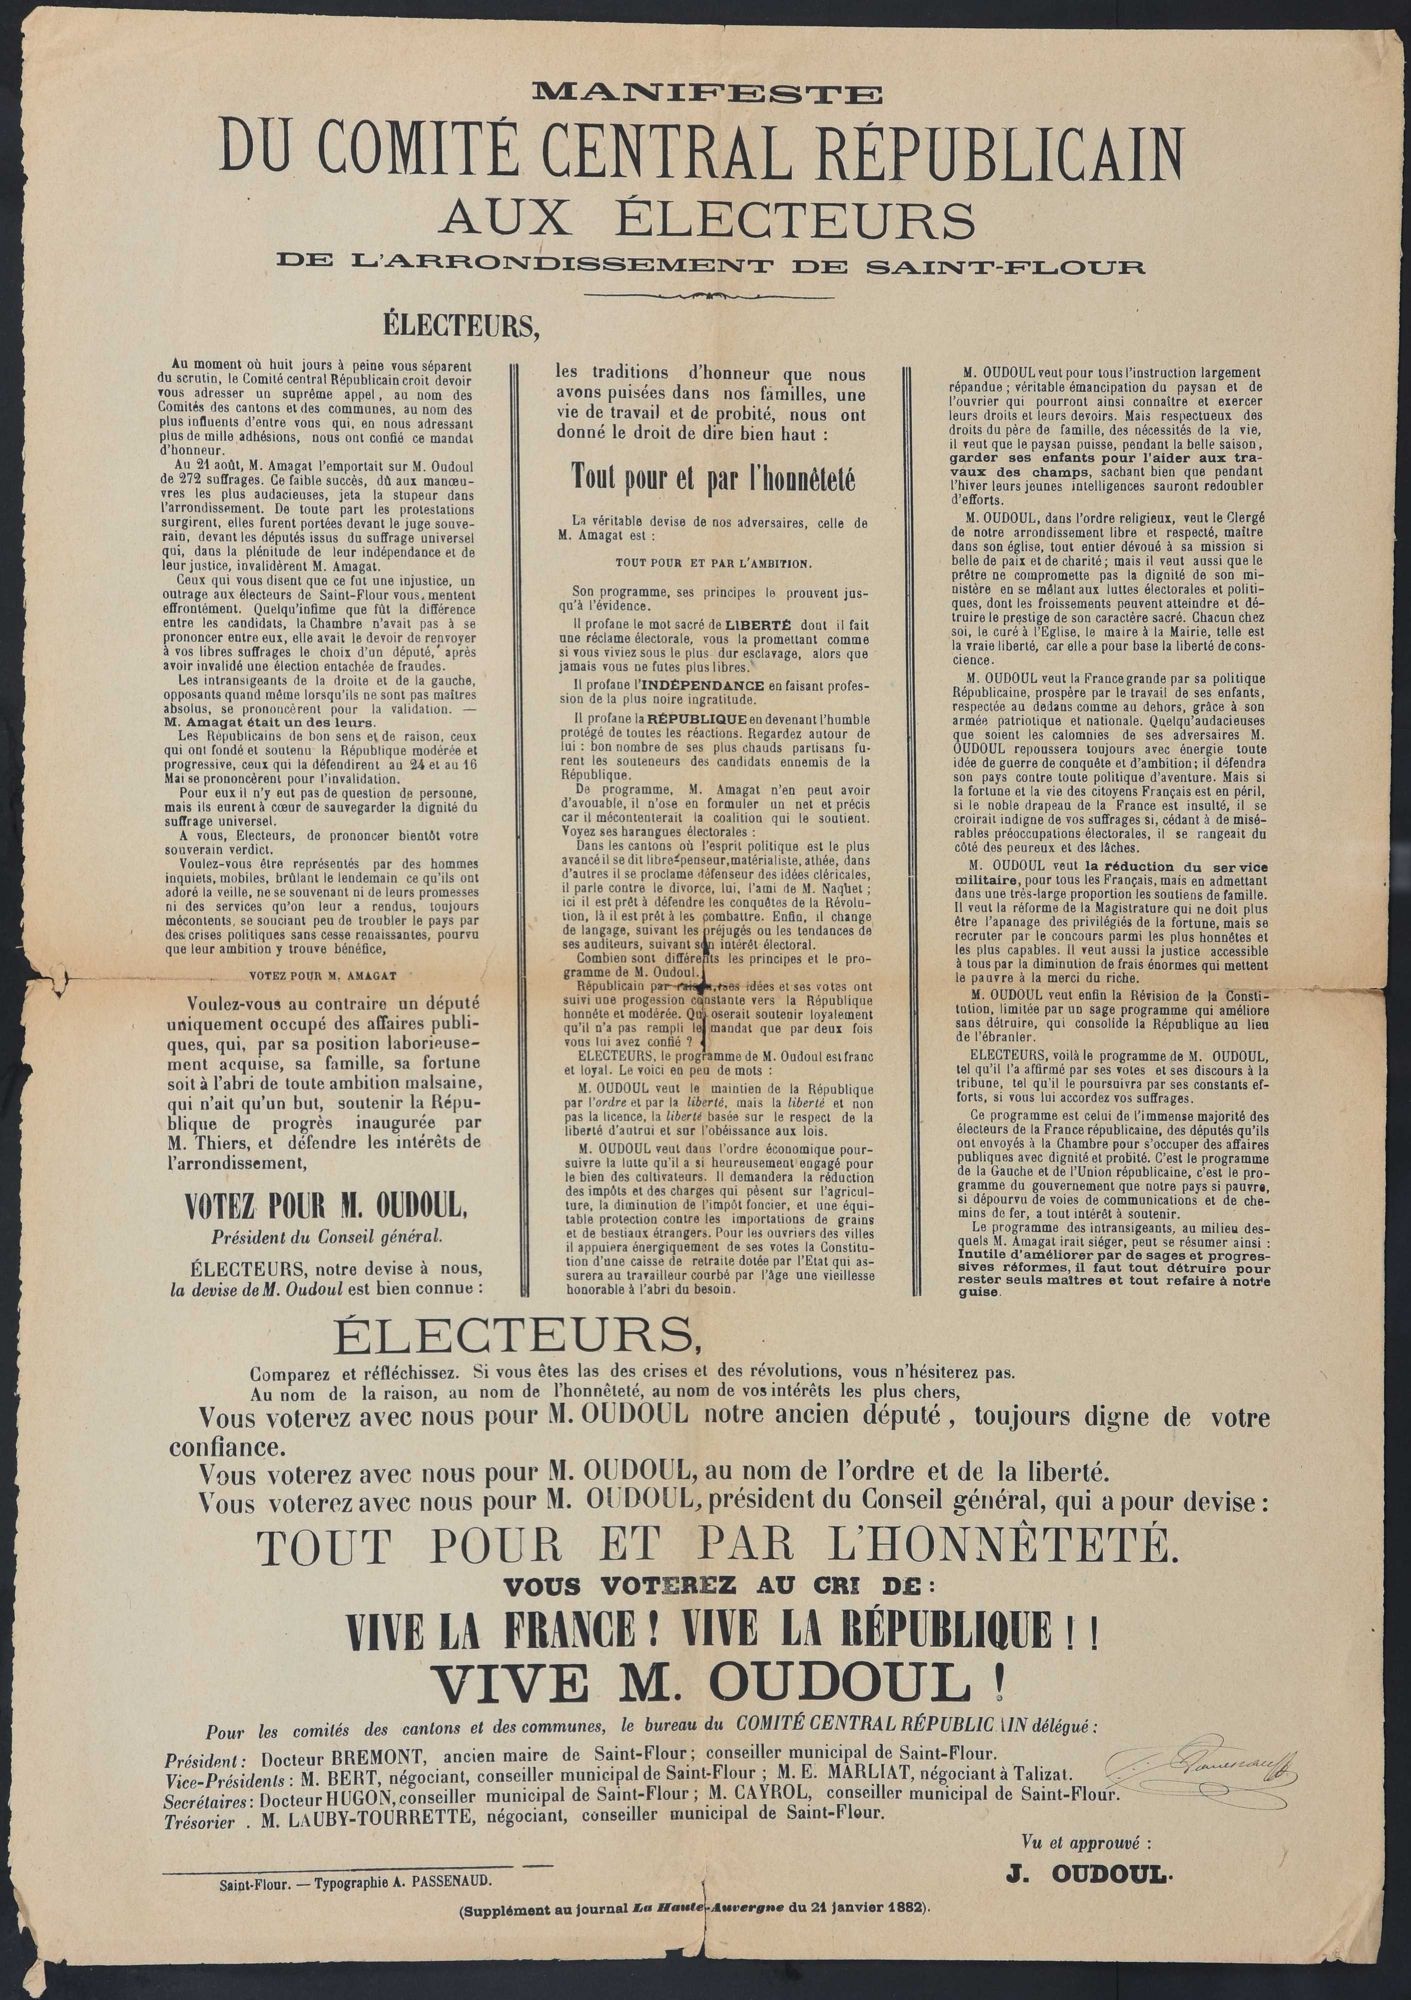 MANIFESTE
DU COMITÉ CENTRAL RÉPUBLICAIN
AUX ÉLECTEURS
DE L'ARRONDISSEMENT DE SAINT-FLOUR
ÉLECTEURS,
Au moment où huit jours à peine vous séparent
du scrutin, le Comité central Républicain croit devoir
vous adresser un suprême appel, au nom des
Comités des cantons et des communes, au nom des
plus influents d'entre vous qui, en nous adressant
plus de mille adhésions, nous ont confié ce mandat
d'honneur.
Au 21 août, M. Amagat l'emportait sur M. Oudoul
de 272 suffrages. Ce faible succès, dû aux manœu-
vres les plus audacieuses, jeta la stupeur dans
l'arrondissement. De toute part les protestations
surgirent, elles furent portées devant le juge souve-
rain, devant les députés issus du suffrage universel
qui, dans la plénitude de leur indépendance et de
leur justice, invalidèrent M. Amagat.
Ceux qui vous disent que ce fut une injustice, un
outrage aux électeurs de Saint-Flour vous mentent
effrontément. Quelqu'infime que fût la différence
entre les candidats, la Chambre n'avait pas à se
prononcer entre eux, elle avait le devoir de renvoyer
à vos libres suffrages le choix d'un député, après
avoir invalidé une élection entachée de fraudes.
Les intransigeants de la droite et de la gauche,
opposants quand même lorsqu'ils ne sont pas maîtres
absolus, se prononcèrent pour la validation. —
M. Amagat était un des leurs.
Les Républicains de bon sens et de raison, ceux
qui ont fondé et soutenu la République modérée et
progressive, ceux qui la défendirent au 24 et au 16
Mai se prononcèrent pour l'invalidation.
Pour eux il n'y eut pas de question de personne,
mais ils eurent à cœur de sauvegarder la dignité du
suffrage universel.
A vous, Electeurs, de prononcer bientôt votre
souverain verdict.
Voulez-vous être représentés par des hommes
inquiets, mobiles, brûlant le lendemain ce qu'ils ont
adoré la veille, ne se souvenant ni de leurs promesses
ni des services qu'on leur a rendus, toujours
mécontents, se souciant peu de troubler le pays par
des crises politiques sans cesse renaissantes, pourvu
que leur ambition y trouve bénéfice,
VOTEZ POUR M. AMAGAT
Voulez-vous au contraire un député
uniquement occupé des affaires publi-
ques, qui, par sa position laborieuse-
ment acquise, sa famille, sa fortune
soit à l'abri de toute ambition malsaine,
qui n'ait qu'un but, soutenir la Répu-
blique de progrès inaugurée par
M. Thiers, et défendre les intérêts de
l'arrondissement,
VOTEZ POUR M. OUDOUL,
Président du Conseil général.
ÉLECTEURS, notre devise à nous,
la devise de M. Oudoul est bien connue :
les traditions d'honneur que nous
avons puisées dans nos familles, une
vie de travail et de probité, nous ont
donné le droit de dire bien haut :
Tout pour et par l'honnêteté
La véritable devise de nos adversaires, celle de
M. Amagat est :
TOUT POUR ET PAR L'AMBITION.
Son programme, ses principes le prouvent jus-
qu'à l'évidence.
Il profane le mot sacré de LIBERTÉ dont il fait
une réclame électorale, vous la promettant comme
si vous viviez sous le plus dur esclavage, alors que
jamais vous ne futes plus libres.
Il profane l'INDÉPENDANCE en faisant profes-
sion de la plus noire ingratitude.
Il profane la RÉPUBLIQUE en devenant l'humble
protégé de toutes les réactions. Regardez autour de
lui : bon nombre de ses plus chauds partisans fu-
rent les souteneurs des candidats ennemis de la
République.
De programme, M. Amagat n'en peut avoir
d'avouable, il n'ose en formuler un net et précis
car il mécontenterait la coalition qui le soutient.
Voyez ses harangues électorales :
Dans les cantons où l'esprit politique est le plus
avancé il se dit libre-penseur, matérialiste, athée, dans
d'autres il se proclame défenseur des idées cléricales,
il parle contre le divorce, lui, l'ami de M. Naquet ;
ici il est prêt à défendre les conquêtes de la Révolu-
tion, là il est prêt à les combattre. Enfin, il change
de langage, suivant les préjugés ou les tendances de
ses auditeurs, suivant son intérêt électoral.
Combien sont différents les principes et le pro-
gramme de M. Oudoul.
Républicain par raison, ses idées et ses votes ont
suivi une progession constante vers la République
honnête et modérée. Qui oserait soutenir loyalement
qu'il n'a pas rempli le mandat que par deux fois
vous lui avez confié ?
ELECTEURS, le programme de M. Oudoul est franc
et loyal. Le voici en peu de mots :
M. OUDOUL veut le maintien de la République
par l'ordre et par la liberté, mais la liberté et non
pas la licence, la liberté basée sur le respect de la
liberté d'autrui et sur l'obéissance aux lois.
M. OUDOUL veut dans l'ordre économique pour-
suivre la lutte qu'il a si heureusement engagé pour
le bien des cultivateurs. Il demandera la réduction
des impôts et des charges qui pèsent sur l'agricul-
ture, la diminution de l'impôt foncier, et une équi-
table protection contre les importations de grains
et de bestiaux étrangers. Pour les ouvriers des villes
il appuiera énergiquement de ses votes la Constitu-
tion d'une caisse de retraite dotée par l'Etat qui as-
surera au travailleur courbé par l'âge une vieillesse
honorable à l'abri du besoin.
M. OUDOUL veut pour tous l'instruction largement
répandue ; véritable émancipation du paysan et de
l'ouvrier qui pourront ainsi connaître et exercer
leurs droits et leurs devoirs. Mais respectueux des
droits du père de famille, des nécessités de la vie,
il veut que le paysan puisse, pendant la belle saison,
garder ses enfants pour l'aider aux tra-
vaux des champs, sachant bien que pendant
l'hiver leurs jeunes intelligences sauront redoubler
d'efforts.
M. OUDOUL, dans l'ordre religieux, veut le Clergé
de notre arrondissement libre et respecté, maître
dans son église, tout entier dévoué à sa mission si
belle de paix et de charité ; mais il veut aussi que le
prêtre ne compromette pas la dignité de son mi-
nistère en se mêlant aux luttes électorales et politi-
ques, dont les froissements peuvent atteindre et dé-
truire le prestige de son caractère sacré. Chacun chez
soi, le curé à l'Eglise, le maire à la Mairie, telle est
la vraie liberté, car elle a pour base la liberté de cons-
cience.
M. OUDOUL veut la France grande par sa politique
Républicaine, prospère par le travail de ses enfants,
respectée au dedans comme au dehors, grâce à son
armée patriotique et nationale. Quelqu'audacieuses
que soient les calomnies de ses adversaires M.
OUDOUL repoussera toujours avec énergie toute
idée de guerre de conquête et d'ambition ; il défendra
son pays contre toute politique d'aventure. Mais si
la fortune et la vie des citoyens Français est en péril,
si le noble drapeau de la France est insulté, il se
croirait indigne de vos suffrages si, cédant à de misé-
rables préoccupations électorales, il se rangeait du
côté des peureux et des lâches.
M. OUDOUL veut la réduction du service
militaire, pour tous les Français, mais en admettant
dans une très-large proportion les soutiens de famille.
Il veut la réforme de la Magistrature qui ne doit plus
être l'apanage des privilégiés de la fortune, mais se
recruter par le concours parmi les plus honnêtes et
les plus capables. Il veut aussi la justice accessible
à tous par la diminution de frais énormes qui mettent
le pauvre à la merci du riche.
M. OUDOUL veut enfin la Révision de la Consti-
tution, limitée par un sage programme qui améliore
sans détruire, qui consolide la République au lieu
de l'ébranler.
ELECTEURS, voilà le programme de M. OUDOUL,
tel qu'il l'a affirmé par ses votes et ses discours à la
tribune, tel qu'il le poursuivra par ses constants ef-
forts, si vous lui accordez vos suffrages.
Ce programme est celui de l'immense majorité des
électeurs de la France républicaine, des députés qu'ils
ont envoyés à la Chambre pour s'occuper des affaires
publiques avec dignité et probité. C'est le programme
de la Gauche et de l'Union républicaine, c'est le pro-
gramme du gouvernement que notre pays si pauvre,
si dépourvu de voies de communications et de che-
mins de fer, a tout intérêt à soutenir.
Le programme des intransigeants, au milieu des-
quels M. Amagat irait siéger, peut se résumer ainsi :
Inutile d'améliorer par de sages et progres-
sives réformes, il faut tout détruire pour
rester seuls maîtres et tout refaire à notre
guise.
ÉLECTEURS,
Comparez et réfléchissez. Si vous êtes las des crises et des révolutions, vous n'hésiterez pas.
Au nom de la raison, au nom de l'honnêteté, au nom de vos intérêts les plus chers,
Vous voterez avec nous pour M. OUDOUL notre ancien député, toujours digne de votre
confiance.
Vous voterez avec nous pour M. OUDOUL, au nom de l'ordre et de la liberté.
Vous voterez avec nous pour M. OUDOUL, président du Conseil général, qui a pour devise :
TOUT POUR ET PAR L'HONNÊTETÉ.
VOUS VOTEREZ AU CRI DE :
VIVE LA FRANCE ! VIVE LA RÉPUBLIQUE ! !
VIVE M. OUDOUL !
Pour les comités des cantons et des communes, le bureau du COMITÉ CENTRAL RÉPUBLICAIN délégué :
Président : Docteur BREMONT, ancien maire de Saint-Flour ; conseiller municipal de Saint-Flour.
Vice-Présidents : M. BERT, négociant, conseiller municipal de Saint-Flour ; M. E. MARLIAT, négociant à Talizat.
Secrétaires : Docteur HUGON, conseiller municipal de Saint-Flour ; M. CAYROL, conseiller municipal de Saint-Flour.
Trésorier . M. LAUBY-TOURRETTE, négociant, conseiller municipal de Saint-Flour.
Vu et approuvé :
J. OUDOUL.
Saint-Flour. — Typographie A. PASSENAUD.
(Supplément au journal La Haute-Auvergne du 21 janvier 1882).